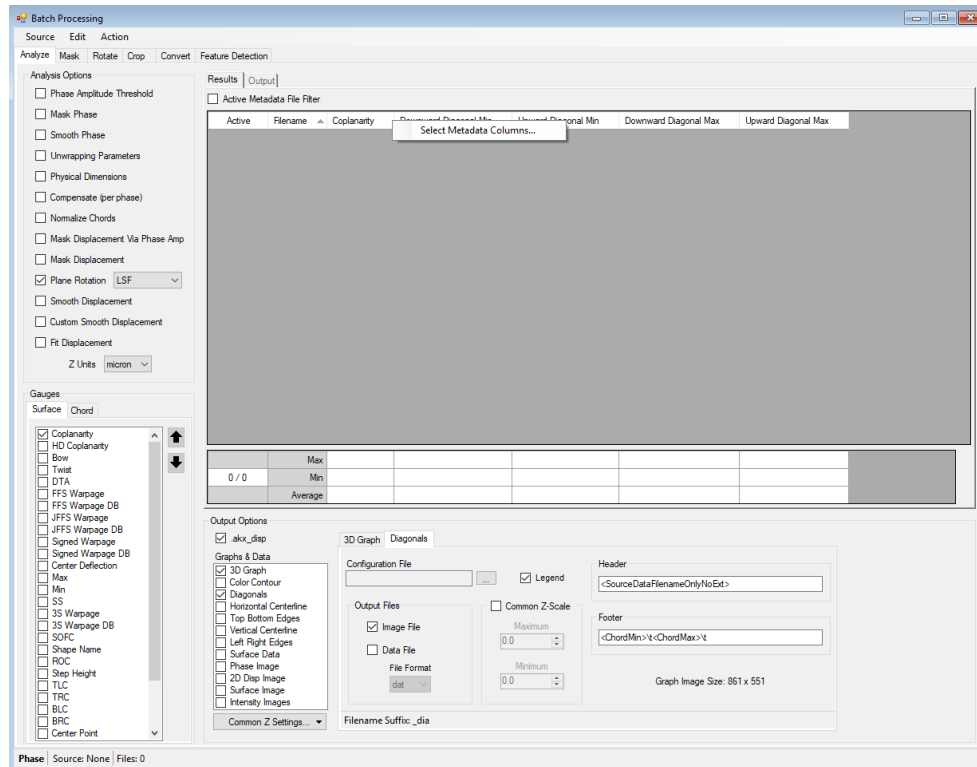 Batch Processing
Source Edit Action
Analyze Mask Rotate Crop Convert Feature Detection
Analysis Options
Phase Amplitude Threshold
Mask Phase
Smooth Phase
Unwrapping Parameters
Physical Dimensions
Compensate (per phase)
Normalize Chords
Mask Displacement Via Phase Amp
Mask Displacement
Plane Rotation LSF
Smooth Displacement
Custom Smooth Displacement
Fit Displacement
Z Units micron
Gauges
Surface Chord
Coplanarity
HD Coplanarity
Bow
Twist
DTA
FFS Warpage
FFS Warpage DB
JFFS Warpage
JFFS Warpage DB
Signed Warpage
Signed Warpage DB
Center Deflection
Max
Min
SS
3S Warpage
3S Warpage DB
SOFC
Shape Name
ROC
Step Height
TLC
TRC
BLC
BRC
Center Point
Results Output
Active Metadata File Filter
Active Filename Coplanarity Downward Diagonal Min Upward Diagonal Min Downward Diagonal Max Upward Diagonal Max
Select Metadata Columns...
Max
0 / 0 Min
Average
Output Options
.akx_disp
Graphs & Data
3D Graph
Color Contour
Diagonals
Horizontal Centerline
Top Bottom Edges
Vertical Centerline
Left Right Edges
Surface Data
Phase Image
2D Disp Image
Surface Image
Intensity Images
Common Z Settings...
3D Graph Diagonals
Configuration File
... Legend
Output Files
Image File
Data File
File Format
dat
Common Z-Scale
Maximum
0.0
Minimum
0.0
Header
<SourceDataFilenameOnlyNoExt>
Footer
<ChordMin>\t<ChordMax>\t
Graph Image Size: 861 x 551
Filename Suffix: _dia
Phase Source: None Files: 0